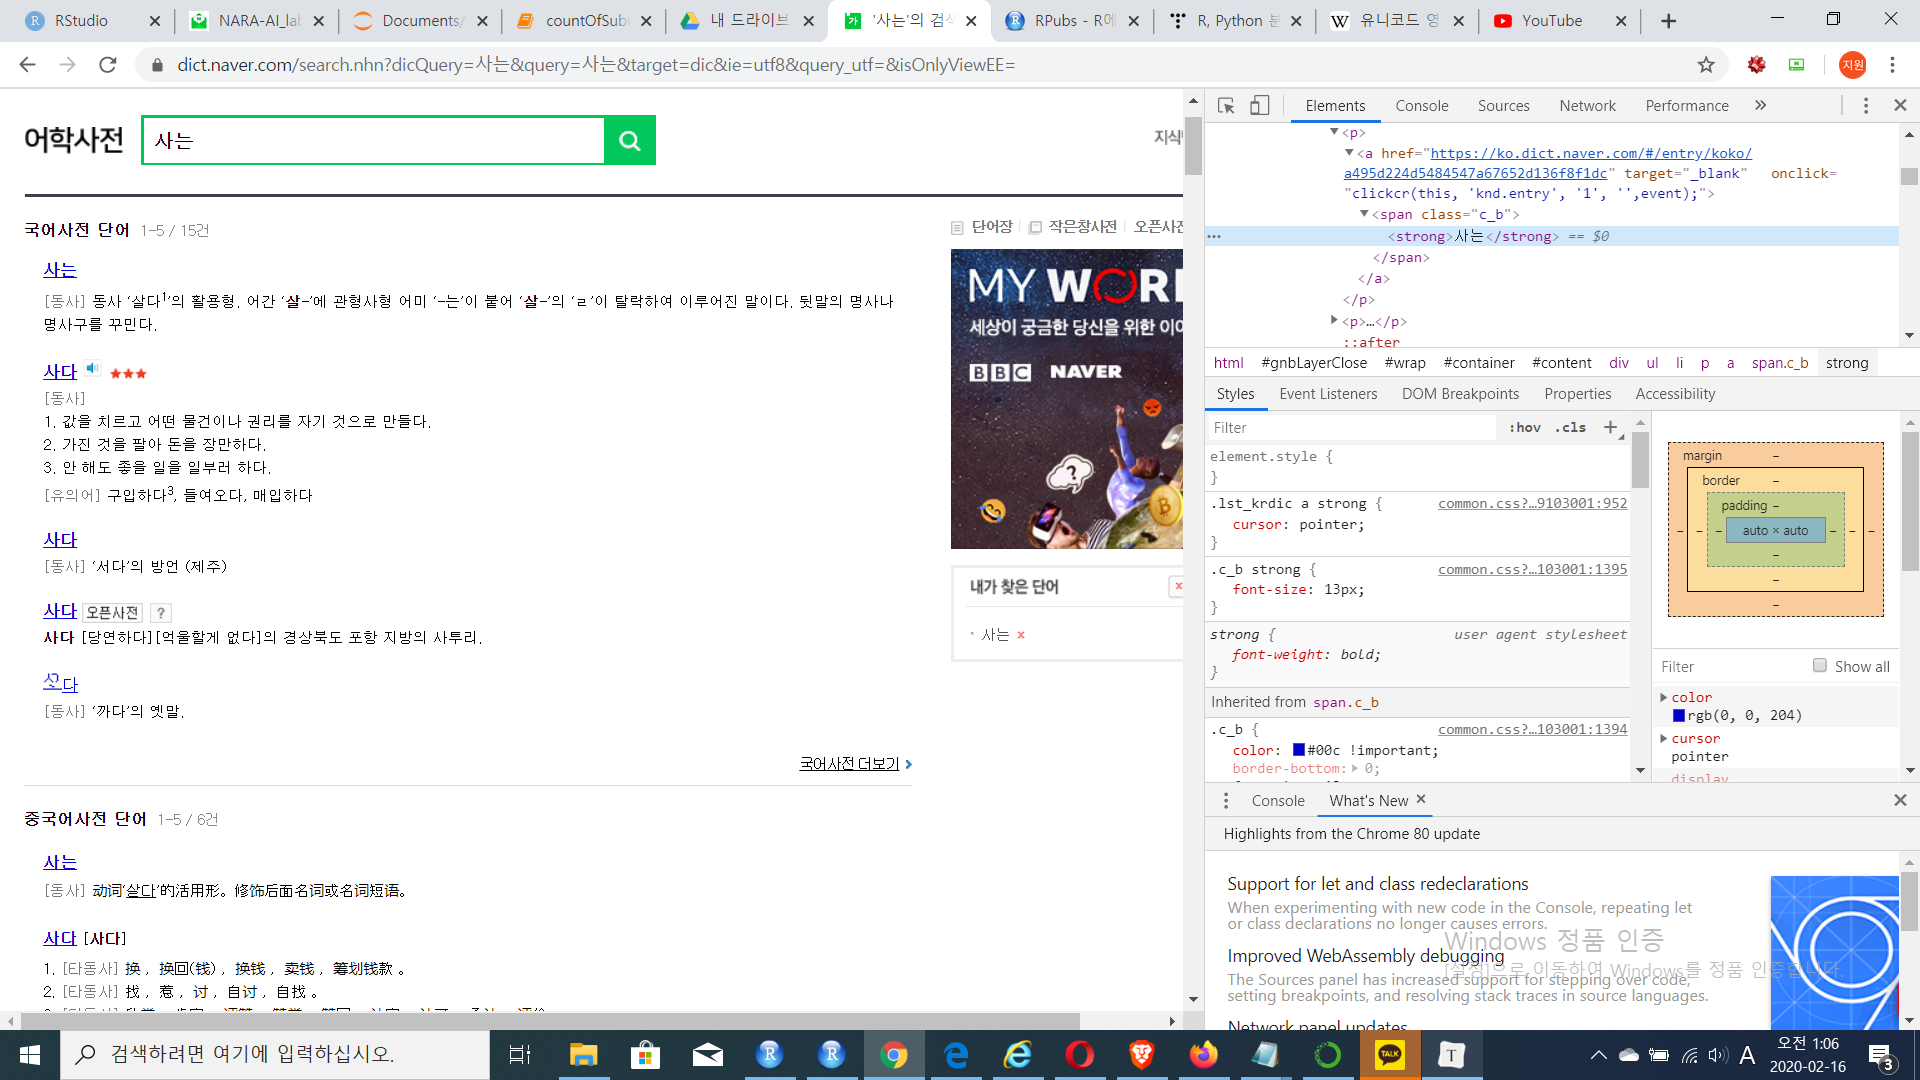 RStudio
NARA-AI_lab
Documents/
countOfSub
내 드라이브
'사는'의 검색
RPubs - R에
R, Python 분
유니코드 영
YouTube
dict.naver.com/search.nhn?dicQuery=사는&query=사는&target=dic&ie=utf8&query_utf=&isOnlyViewEE=
지원
어학사전
사는
지식
국어사전 단어 1-5 / 15건
단어장
작은창사전
오픈사전
사는
[동사] 동사 ‘살다1’의 활용형. 어간 ‘살-’에 관형사형 어미 ‘-는’이 붙어 ‘살-’의 ‘ㄹ’이 탈락하여 이루어진 말이다. 뒷말의 명사나
명사구를 꾸민다.
사다
[동사]
1. 값을 치르고 어떤 물건이나 권리를 자기 것으로 만들다.
2. 가진 것을 팔아 돈을 장만하다.
3. 안 해도 좋을 일을 일부러 하다.
[유의어] 구입하다3, 들여오다, 매입하다
사다
[동사] ‘서다’의 방언 (제주)
사다 오픈사전 ?
사다 [당연하다][억울할게 없다]의 경상북도 포항 지방의 사투리.
다
[동사] ‘까다’의 옛말.
국어사전 더보기
MY WORL
세상이 궁금한 당신을 위한 이
BBC NAVER
내가 찾은 단어
사는 x
중국어사전 단어 1-5 / 6건
사는
[동사] 动词‘살다’的活用形。修饰后面名词或名词短语。
사다 [사다]
1. [타동사] 换 , 换回(钱) , 换钱 , 卖钱 , 筹划钱款 。
2. [타동사] 找 , 惹 , 讨 , 自讨 , 自找 。
Elements
Console
Sources
Network
Performance
<p>
<a href="https://ko.dict.naver.com/#/entry/koko/
a495d224d5484547a67652d136f8f1dc" target="_blank" onclick=
"clickcr(this, 'knd.entry', '1', '',event);">
<span class="c_b">
<strong>사는</strong> == $0
</span>
</a>
</p>
<p>…</p>
::after
html #gnbLayerClose #wrap #container #content div ul li p a span.c_b strong
Styles Event Listeners DOM Breakpoints Properties Accessibility
Filter :hov .cls +
element.style {
}
.lst_krdic a strong { common.css?…9103001:952
cursor: pointer;
}
.c_b strong { common.css?…103001:1395
font-size: 13px;
}
strong { user agent stylesheet
font-weight: bold;
}
Inherited from span.c_b
.c_b { common.css?…103001:1394
color: #00c !important;
border-bottom: 0;
margin –
border –
padding –
– – – auto × auto – – –
–
–
–
Filter Show all
color
rgb(0, 0, 204)
cursor
pointer
display
Console What's New
Highlights from the Chrome 80 update
Support for let and class redeclarations
When experimenting with new code in the Console, repeating let
or class declarations no longer causes errors.
Improved WebAssembly debugging
The Sources panel has increased support for stepping over code,
setting breakpoints, and resolving stack traces in source languages.
Network panel updates
Windows 정품 인증
[설정]으로 이동하여 Windows를 정품 인증합니다.
검색하려면 여기에 입력하십시오.
TALK
T
A
오전 1:06
2020-02-16
3